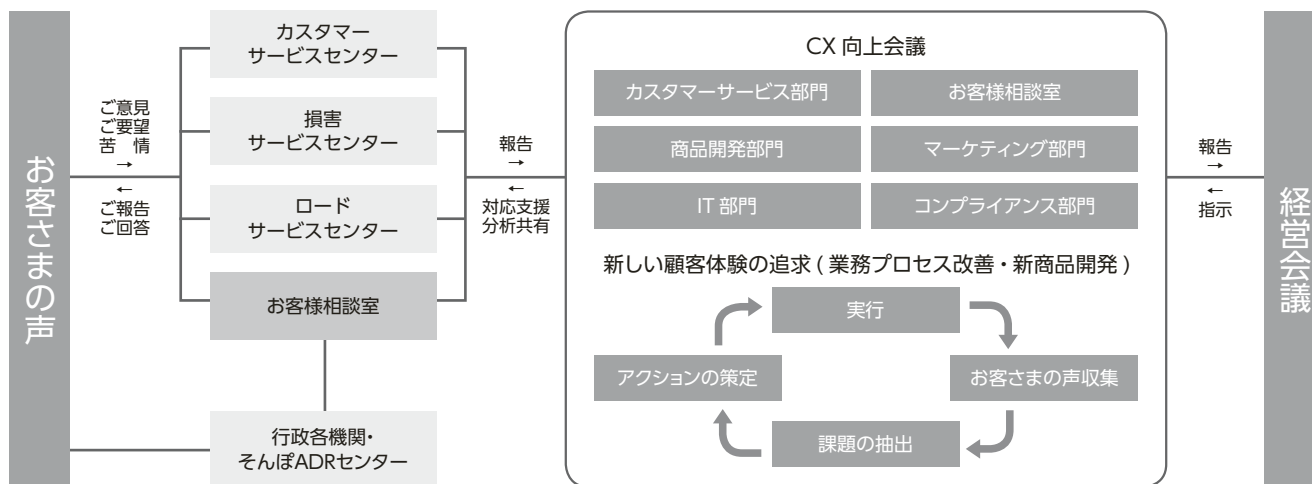 お客さまの声
ご意見
ご要望
苦　情
→
←
ご報告
ご回答
カスタマー
サービスセンター
損害
サービスセンター
ロード
サービスセンター
お客様相談室
行政各機関・
そんぽADRセンター
報告
→
←
対応支援
分析共有
CX 向上会議
カスタマーサービス部門
お客様相談室
商品開発部門
マーケティング部門
IT 部門
コンプライアンス部門
新しい顧客体験の追求 ( 業務プロセス改善・新商品開発 )
実行
アクションの策定
お客さまの声収集
課題の抽出
報告
→
←
指示
経営会議